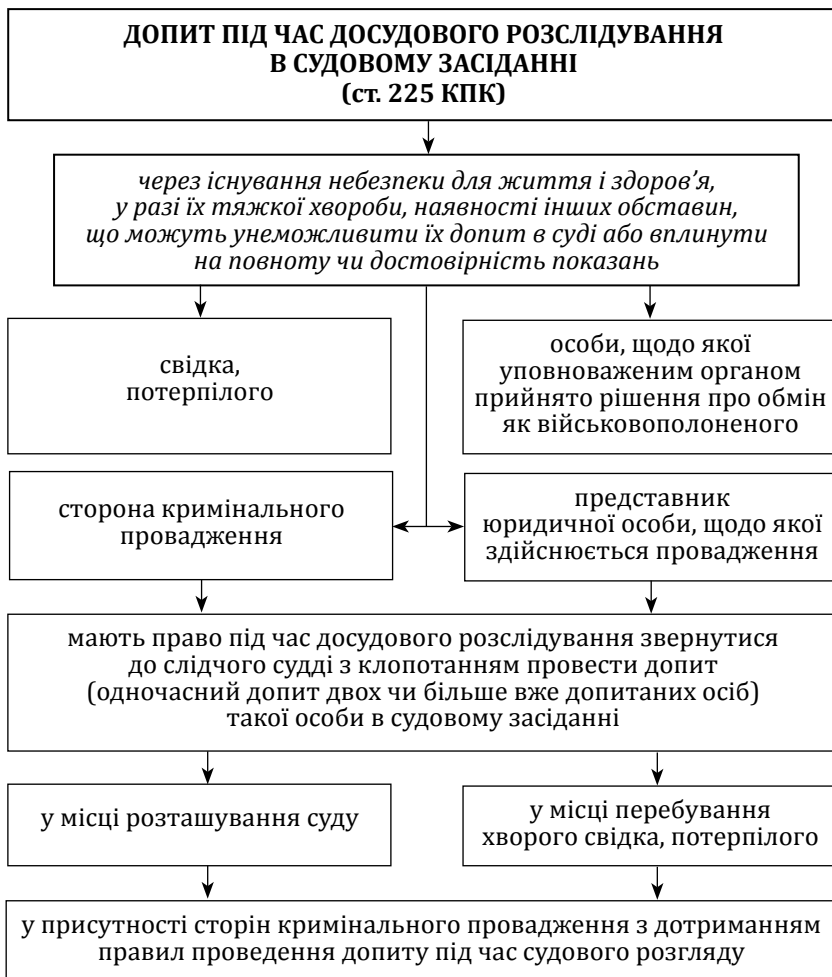 ДОПИТ ПІД ЧАС ДОСУДОВОГО РОЗСЛІДУВАННЯ
В СУДОВОМУ ЗАСІДАННІ
(ст. 225 КПК)
через існування небезпеки для життя і здоров’я,
у разі їх тяжкої хвороби, наявності інших обставин,
що можуть унеможливити їх допит в суді або вплинути
на повноту чи достовірність показань
свідка,
потерпілого
особи, щодо якої
уповноваженим органом
прийнято рішення про обмін
як військовополоненого
сторона кримінального
провадження
представник
юридичної особи, щодо якої
здійснюється провадження
мають право під час досудового розслідування звернутися
до слідчого судді з клопотанням провести допит
(одночасний допит двох чи більше вже допитаних осіб)
такої особи в судовому засіданні
у місці розташування суду
у місці перебування
хворого свідка, потерпілого
у присутності сторін кримінального провадження з дотриманням
правил проведення допиту під час судового розгляду